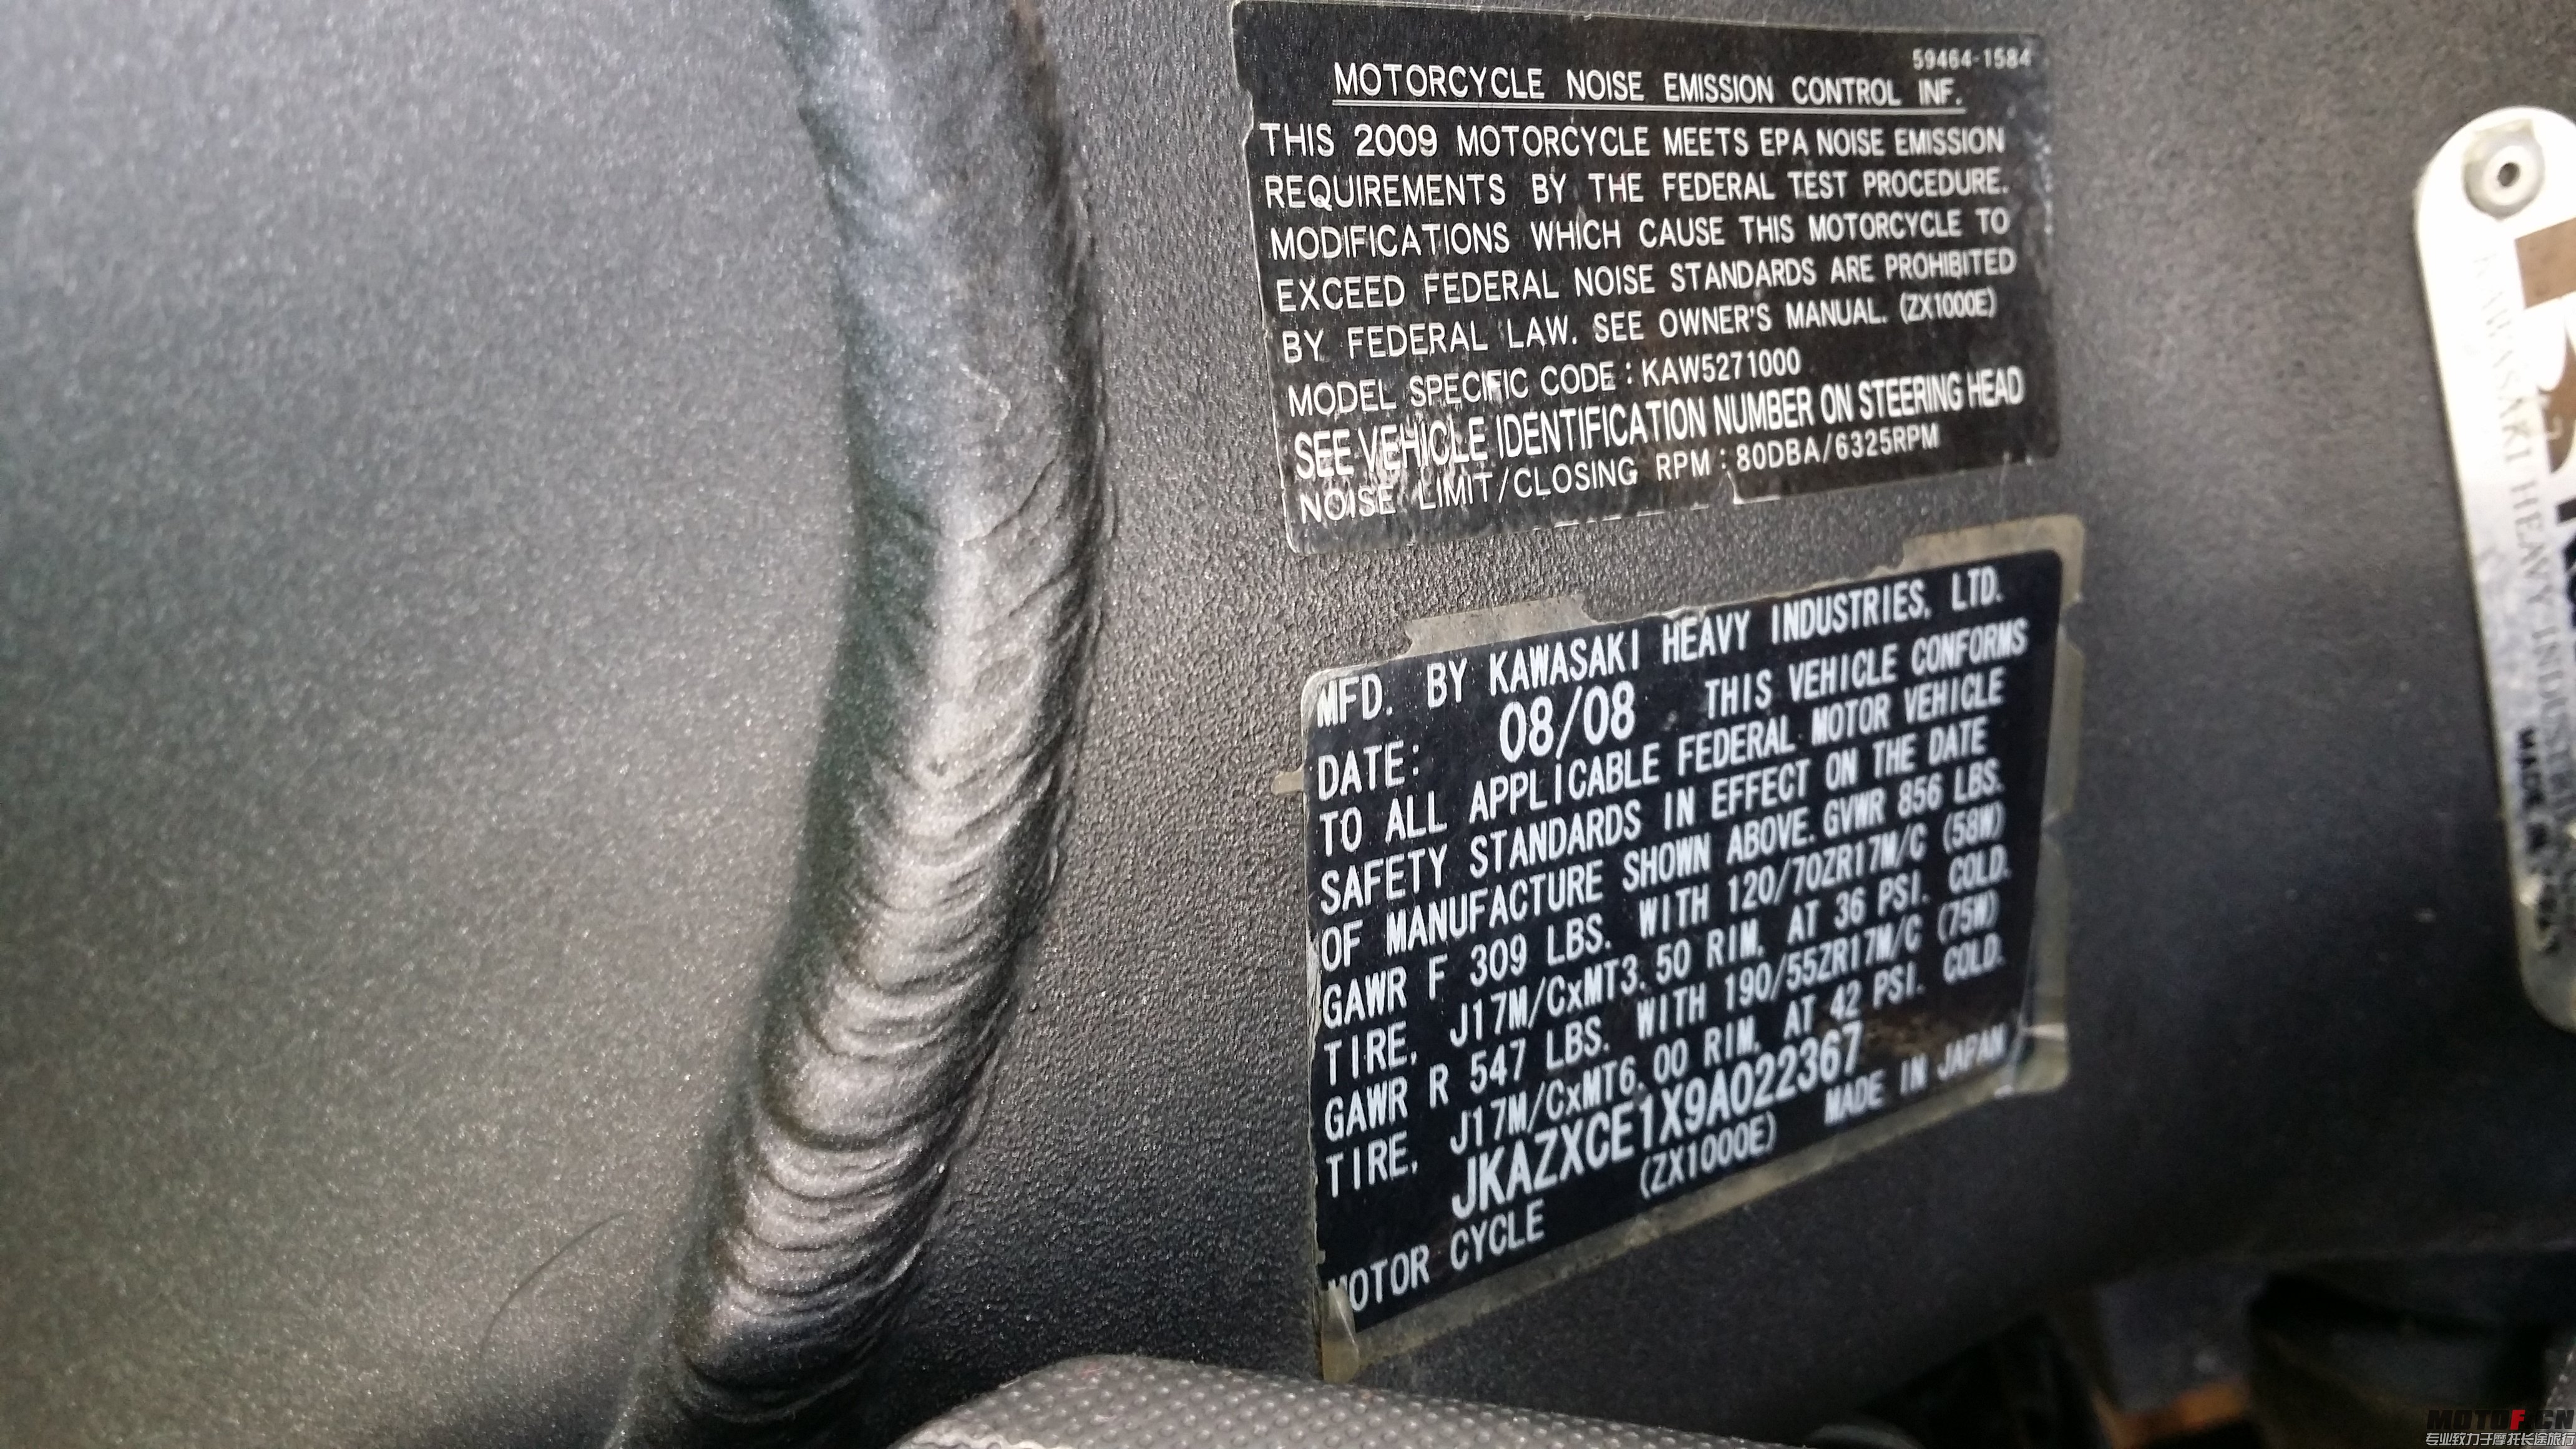 59464-1584
MOTORCYCLE NOISE EMISSION CONTROL INF.
THIS 2009 MOTORCYCLE MEETS EPA NOISE EMISSION
REQUIREMENTS BY THE FEDERAL TEST PROCEDURE.
MODIFICATIONS WHICH CAUSE THIS MOTORCYCLE TO
EXCEED FEDERAL NOISE STANDARDS ARE PROHIBITED
BY FEDERAL LAW. SEE OWNER'S MANUAL. (ZX1000E)
MODEL SPECIFIC CODE : KAW5271000
SEE VEHICLE IDENTIFICATION NUMBER ON STEERING HEAD
NOISE LIMIT/CLOSING RPM : 80DBA/6325RPM
MFD. BY KAWASAKI HEAVY INDUSTRIES, LTD.
DATE: 08/08 THIS VEHICLE CONFORMS
TO ALL APPLICABLE FEDERAL MOTOR VEHICLE
SAFETY STANDARDS IN EFFECT ON THE DATE
OF MANUFACTURE SHOWN ABOVE. GVWR 856 LBS.
GAWR F 309 LBS. WITH 120/70ZR17M/C (58W)
TIRE, J17M/CxMT3.50 RIM, AT 36 PSI. COLD.
GAWR R 547 LBS. WITH 190/55ZR17M/C (75W)
TIRE, J17M/CxMT6.00 RIM, AT 42 PSI. COLD.
JKAZXCE1X9A022367
MOTOR CYCLE (ZX1000E) MADE IN JAPAN
KAWASAKI HEAVY INDUSTRIES
MADE IN
MOTOF.CN
专业致力于摩托长途旅行